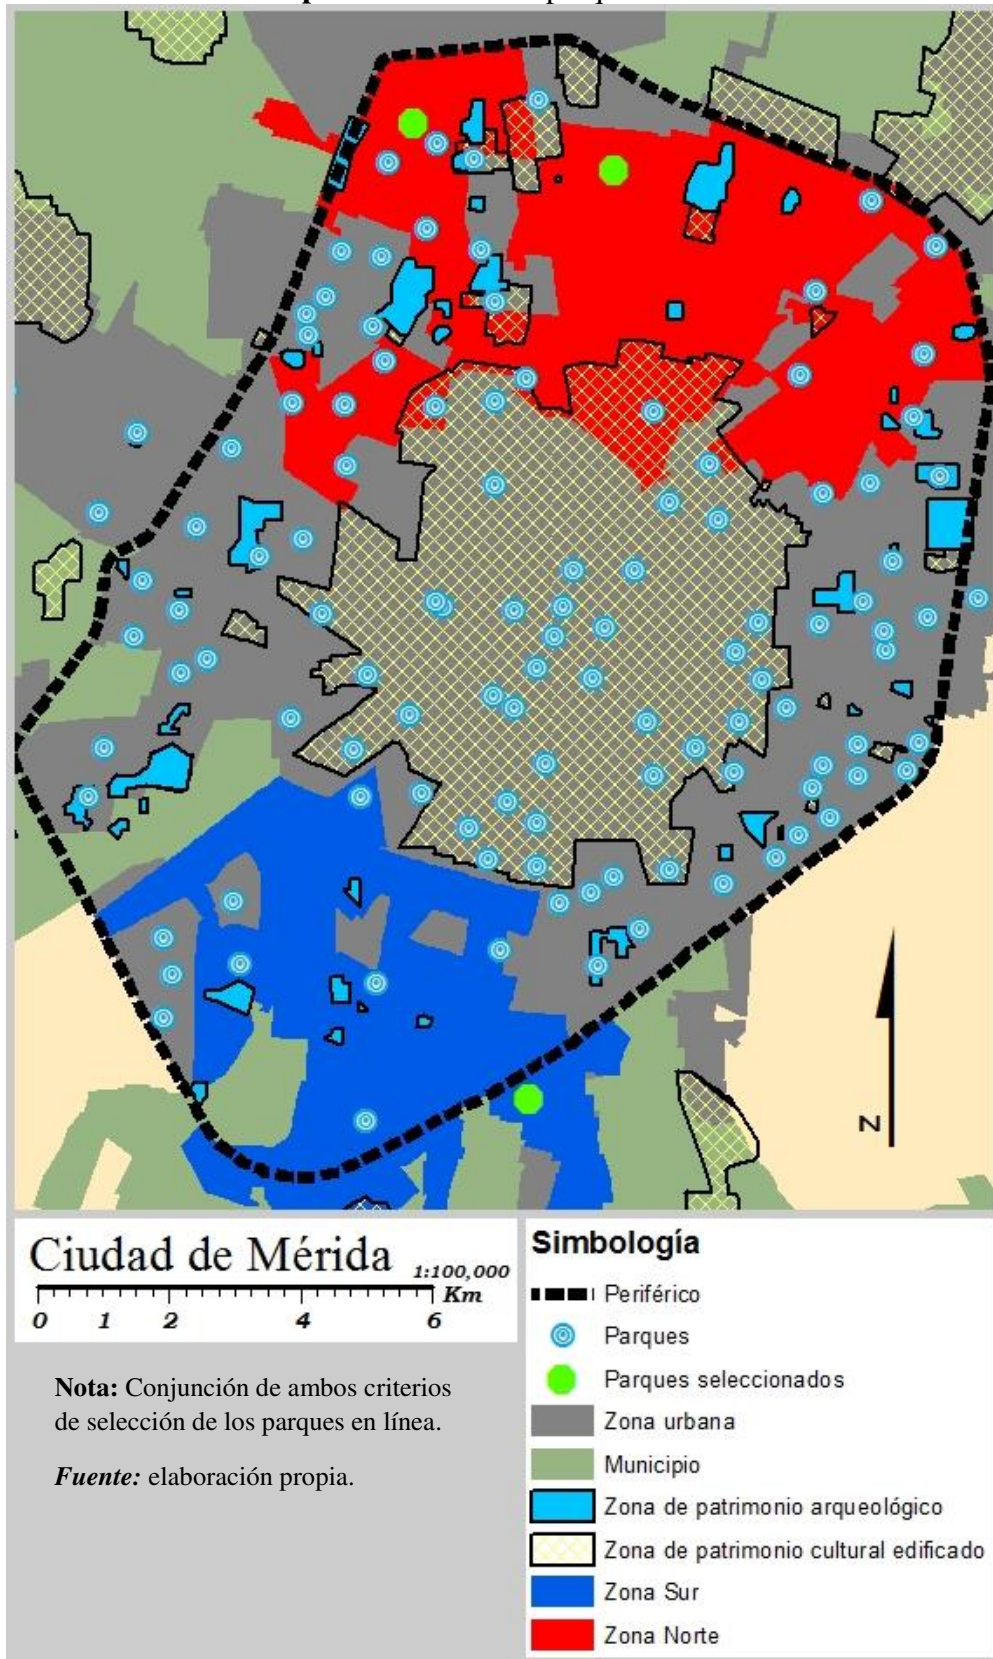 N
Ciudad de Mérida
1:100,000
Km
0 1 2 4 6
Nota: Conjunción de ambos criterios
de selección de los parques en línea.
Fuente: elaboración propia.
Simbología
Periférico
Parques
Parques seleccionados
Zona urbana
Municipio
Zona de patrimonio arqueológico
Zona de patrimonio cultural edificado
Zona Sur
Zona Norte